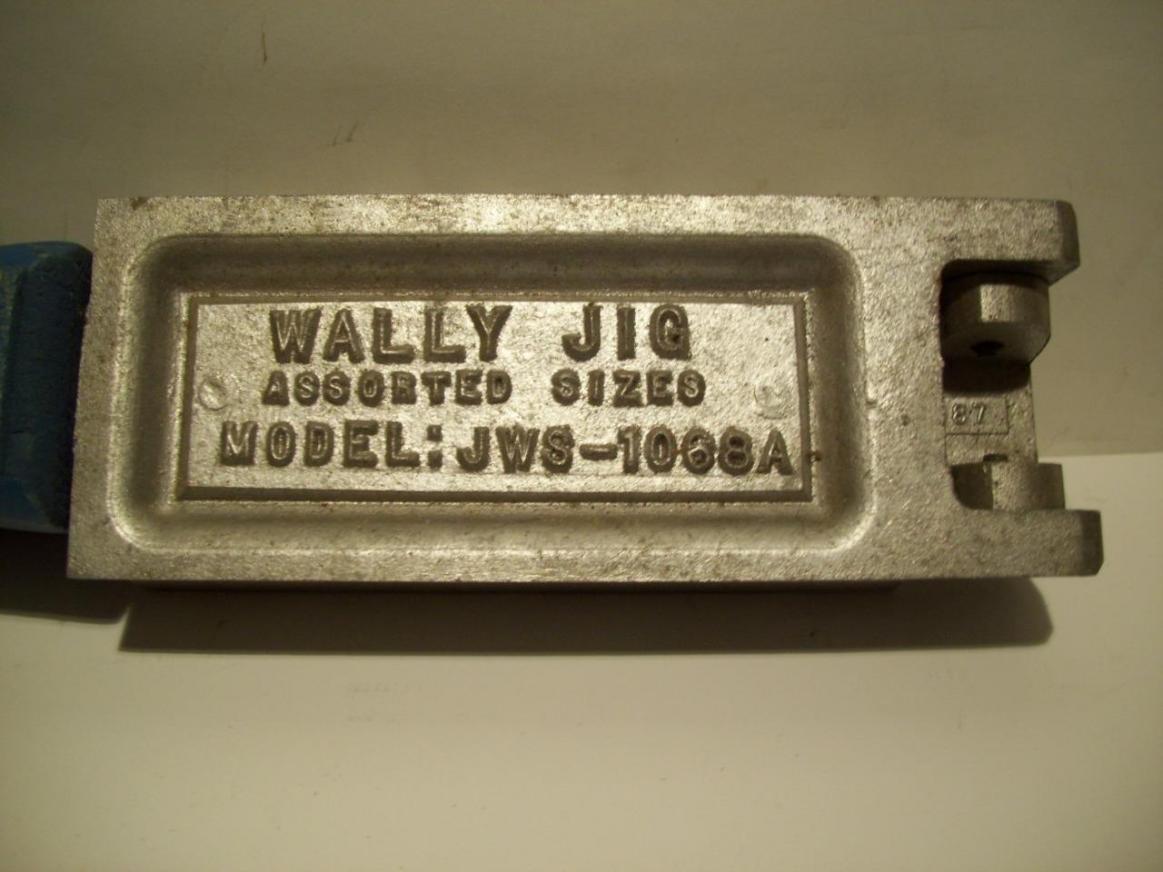 WALLY JIG
ASSORTED SIZES
MODEL: JWS-1068A
87